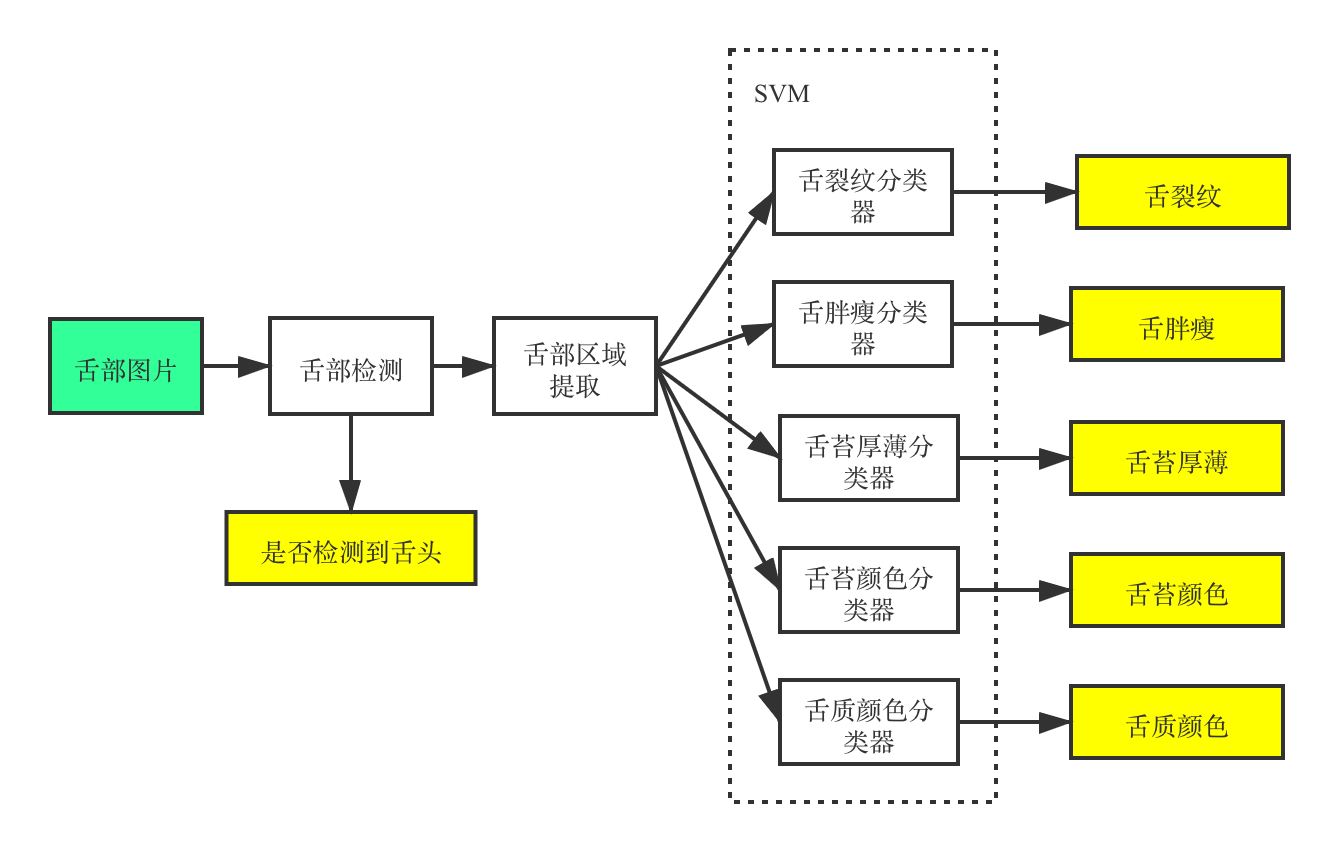 SVM
舌裂纹分类
器
舌裂纹
舌胖瘦分类
器
舌胖瘦
舌部图片
舌部检测
舌部区域
提取
舌苔厚薄分
类器
舌苔厚薄
是否检测到舌头
舌苔颜色分
类器
舌苔颜色
舌质颜色分
类器
舌质颜色